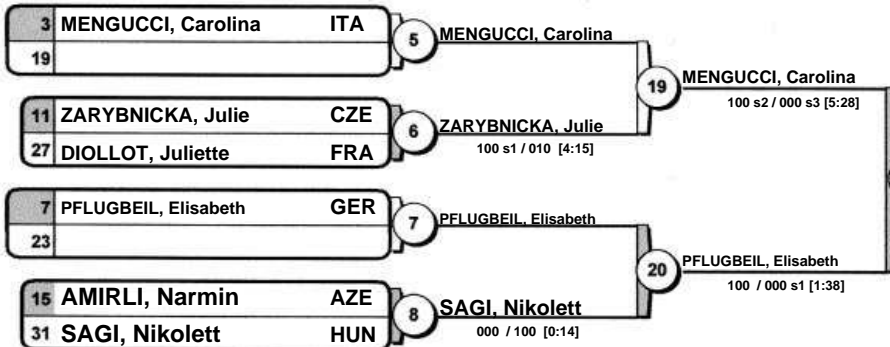 3 MENGUCCI, Carolina ITA
19
5
MENGUCCI, Carolina
11 ZARYBNICKA, Julie CZE
27 DIOLLOT, Juliette FRA
6
ZARYBNICKA, Julie
100 s1 / 010 [4:15]
19
MENGUCCI, Carolina
100 s2 / 000 s3 [5:28]
7 PFLUGBEIL, Elisabeth GER
23
7
PFLUGBEIL, Elisabeth
15 AMIRLI, Narmin AZE
31 SAGI, Nikolett HUN
8
SAGI, Nikolett
000 / 100 [0:14]
20
PFLUGBEIL, Elisabeth
100 / 000 s1 [1:38]